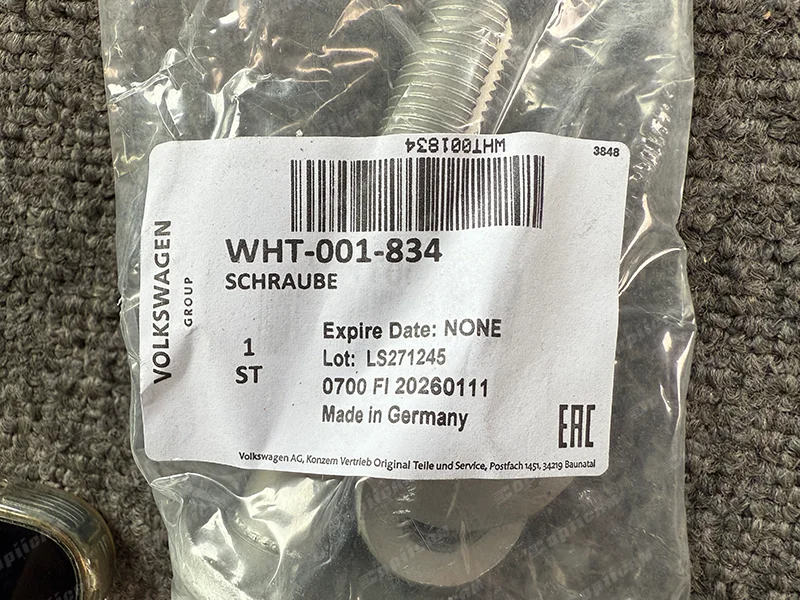 WHT001834
3848
WHT-001-834
SCHRAUBE
VOLKSWAGEN
GROUP
1
ST
Expire Date: NONE
Lot: LS271245
0700 FI 20260111
Made in Germany
EAC
Volkswagen AG, Konzern Vertrieb Original Teile und Service, Postfach 1451, 34219 Baunatal